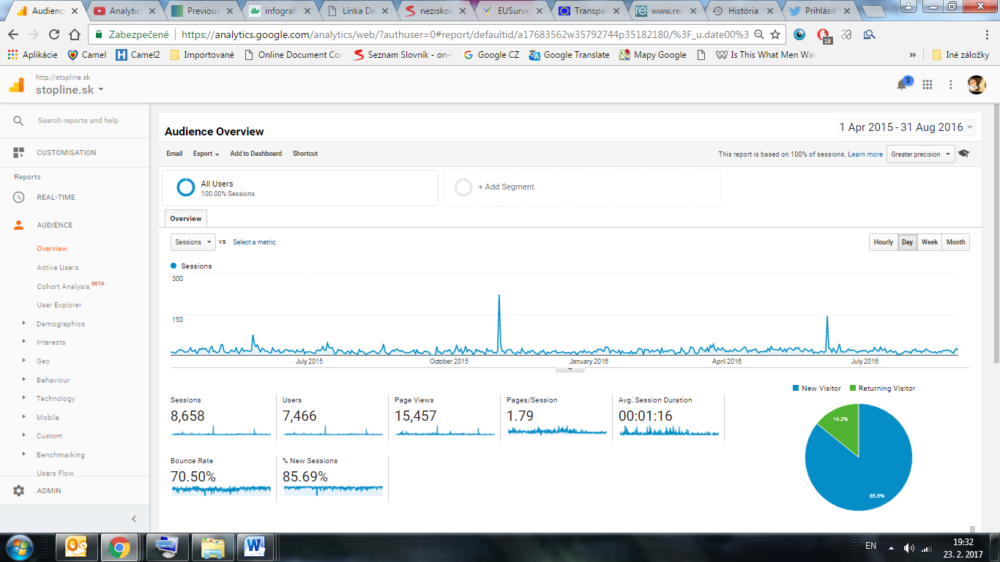 Audience
Analytics
Previous
infografi
Linka De
neziskov
EUSurve
Transpa
www.rei
História
Prihlásiť
Zabezpečené
https://analytics.google.com/analytics/web/?authuser=0#report/defaultid/a17683562w35792744p35182180/%3F_u.date00%3
18
Aplikácie
Camel
Camel2
Importované
Online Document Con
Seznam Slovník - on-l
Google CZ
Google Translate
Mapy Google
Is This What Men War
»
Iné záložky
http://stopline.sk
stopline.sk
3
Search reports and help
CUSTOMISATION
Reports
REAL-TIME
AUDIENCE
Overview
Active Users
Cohort Analysis BETA
User Explorer
Demographics
Interests
Geo
Behaviour
Technology
Mobile
Custom
Benchmarking
Users Flow
ADMIN
Audience Overview
1 Apr 2015 - 31 Aug 2016
Email Export Add to Dashboard Shortcut
This report is based on 100% of sessions. Learn more
Greater precision
All Users
100.00% Sessions
+ Add Segment
Overview
Sessions vs Select a metric
Hourly Day Week Month
Sessions
300
150
July 2015 October 2015 January 2016 April 2016 July 2016
New Visitor Returning Visitor
Sessions
8,658
Users
7,466
Page Views
15,457
Pages/Session
1.79
Avg. Session Duration
00:01:16
Bounce Rate
70.50%
% New Sessions
85.69%
14.2%
85.8%
EN
19:32
23. 2. 2017